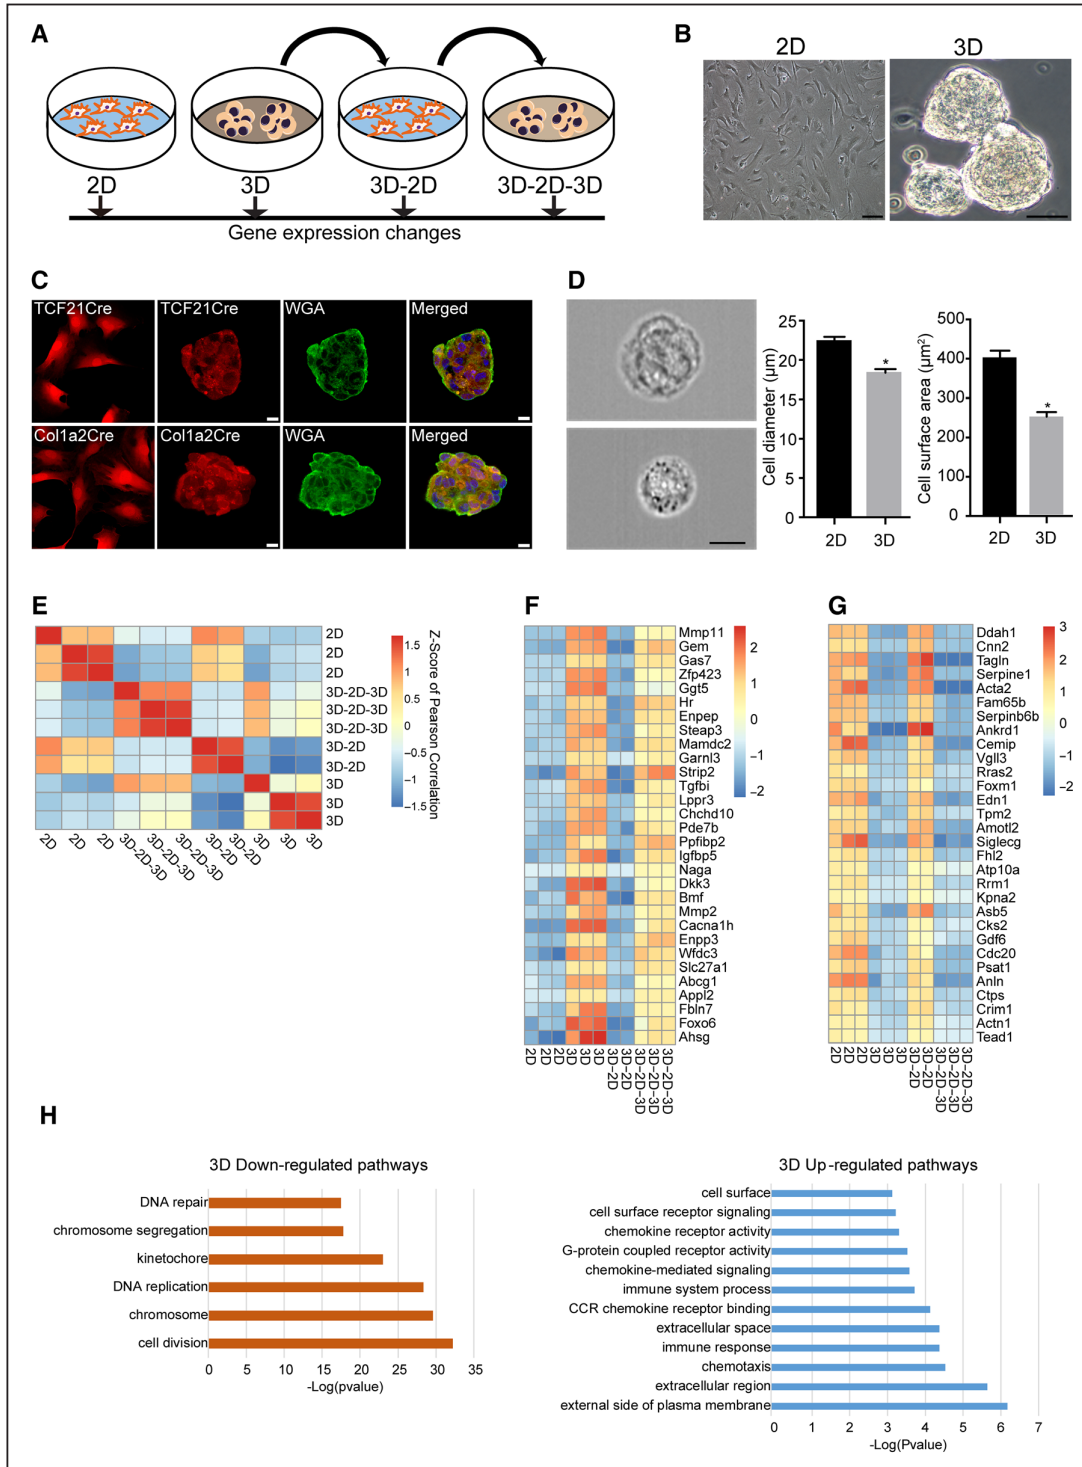 A
2D
3D
3D-2D
3D-2D-3D
Gene expression changes
B
2D
3D
C
TCF21Cre
TCF21Cre
WGA
Merged
Col1a2Cre
Col1a2Cre
WGA
Merged
D
Cell diameter (μm)
25
20
15
10
5
0
*
2D
3D
Cell surface area (μm²)
500
400
300
200
100
0
*
2D
3D
E
2D
2D
2D
3D-2D-3D
3D-2D-3D
3D-2D-3D
3D-2D
3D-2D
3D
3D
3D
2D
2D
2D
3D-2D-3D
3D-2D-3D
3D-2D-3D
3D-2D
3D-2D
3D
3D
3D
1.5
1
0.5
0
−0.5
−1
−1.5
Z-Score of Pearson Correlation
F
Mmp11
Gem
Gas7
Zfp423
Ggt5
Hr
Enpep
Steap3
Mamdc2
Garnl3
Strip2
Tgfbi
Lppr3
Chchd10
Pde7b
Ppfibp2
Igfbp5
Naga
Dkk3
Bmf
Mmp2
Cacna1h
Enpp3
Wfdc3
Slc27a1
Abcg1
Appl2
Fbln7
Foxo6
Ahsg
2D
2D
2D
3D
3D
3D
3D−2D
3D−2D
3D−2D−3D
3D−2D−3D
3D−2D−3D
2
1
0
−1
−2
G
Ddah1
Cnn2
Tagln
Serpine1
Acta2
Fam65b
Serpinb6b
Ankrd1
Cemip
Vgll3
Rras2
Foxm1
Edn1
Tpm2
Amotl2
Siglecg
Fhl2
Atp10a
Rrm1
Kpna2
Asb5
Cks2
Gdf6
Cdc20
Psat1
Anln
Ctps
Crim1
Actn1
Tead1
2D
2D
2D
3D
3D
3D
3D−2D
3D−2D
3D−2D−3D
3D−2D−3D
3D−2D−3D
3
2
1
0
−1
−2
H
3D Down-regulated pathways
DNA repair
chromosome segregation
kinetochore
DNA replication
chromosome
cell division
0 5 10 15 20 25 30 35
-Log(pvalue)
3D Up-regulated pathways
cell surface
cell surface receptor signaling
chemokine receptor activity
G-protein coupled receptor activity
chemokine-mediated signaling
immune system process
CCR chemokine receptor binding
extracellular space
immune response
chemotaxis
extracellular region
external side of plasma membrane
0 1 2 3 4 5 6 7
-Log(Pvalue)